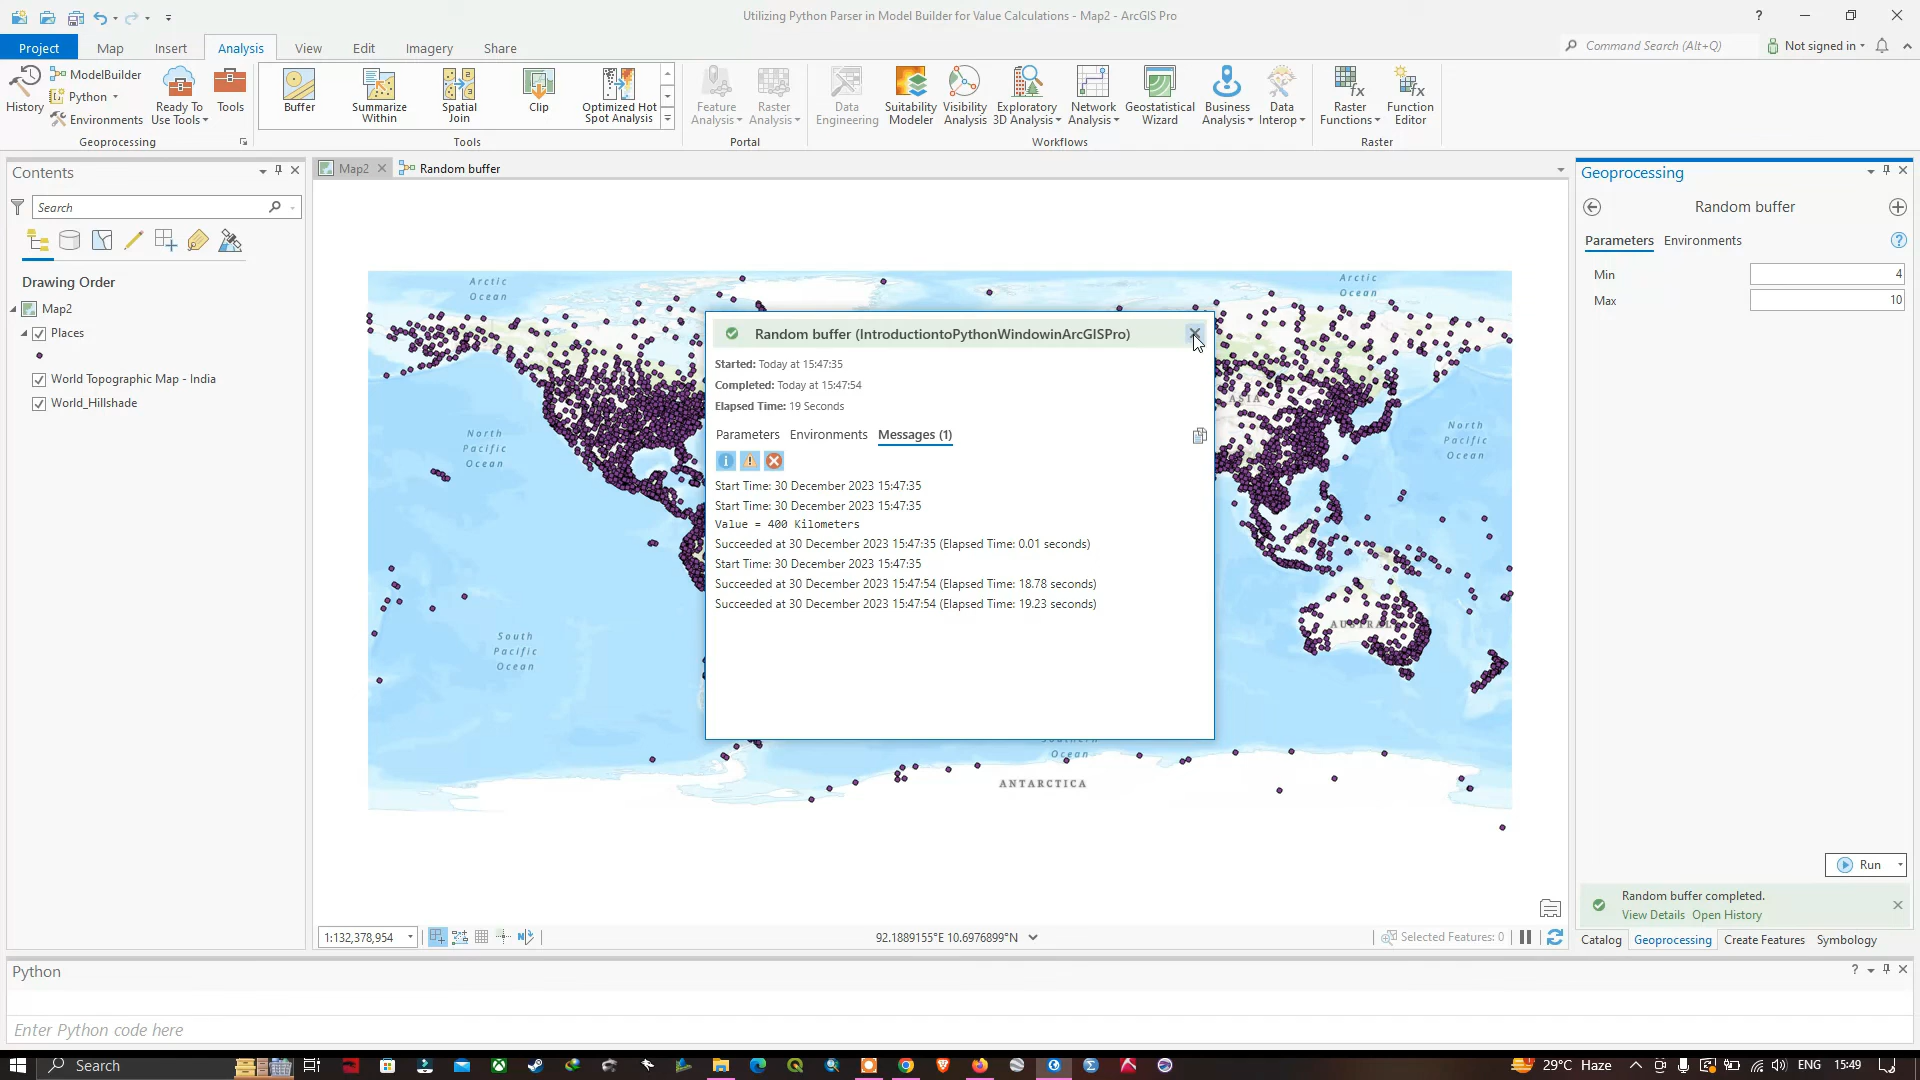 Utilizing Python Parser in Model Builder for Value Calculations - Map2 - ArcGIS Pro
?
Project
Map
Insert
Analysis
View
Edit
Imagery
Share
Command Search (Alt+Q)
Not signed in
History
ModelBuilder
Python
Environments
Ready To
Use Tools
Tools
Geoprocessing
Buffer
Summarize
Within
Spatial
Join
Clip
Optimized Hot
Spot Analysis
Tools
Feature
Analysis
Raster
Analysis
Portal
Data
Engineering
Suitability
Modeler
Visibility
Analysis
Exploratory
3D Analysis
Network
Analysis
Geostatistical
Wizard
Business
Analysis
Data
Interop
Workflows
Raster
Functions
Function
Editor
Raster
Contents
Search
Drawing Order
Map2
Places
World Topographic Map - India
World_Hillshade
Map2
Random buffer
Arctic
Ocean
Arctic
Ocean
North
Pacific
Ocean
South
Pacific
Ocean
ASIA
North
Pacific
Ocean
Ocean
ANTARCTICA
Random buffer (IntroductiontoPythonWindowinArcGISPro)
Started: Today at 15:47:35
Completed: Today at 15:47:54
Elapsed Time: 19 Seconds
Parameters Environments Messages (1)
Start Time: 30 December 2023 15:47:35
Start Time: 30 December 2023 15:47:35
Value = 400 Kilometers
Succeeded at 30 December 2023 15:47:35 (Elapsed Time: 0.01 seconds)
Start Time: 30 December 2023 15:47:35
Succeeded at 30 December 2023 15:47:54 (Elapsed Time: 18.78 seconds)
Succeeded at 30 December 2023 15:47:54 (Elapsed Time: 19.23 seconds)
1:132,378,954
92.1889155°E 10.6976899°N
Selected Features: 0
Geoprocessing
Random buffer
Parameters Environments
Min 4
Max 10
Run
Random buffer completed.
View Details Open History
Catalog Geoprocessing Create Features Symbology
Python
?
Enter Python code here
Search
29°C Haze
ENG
15:49